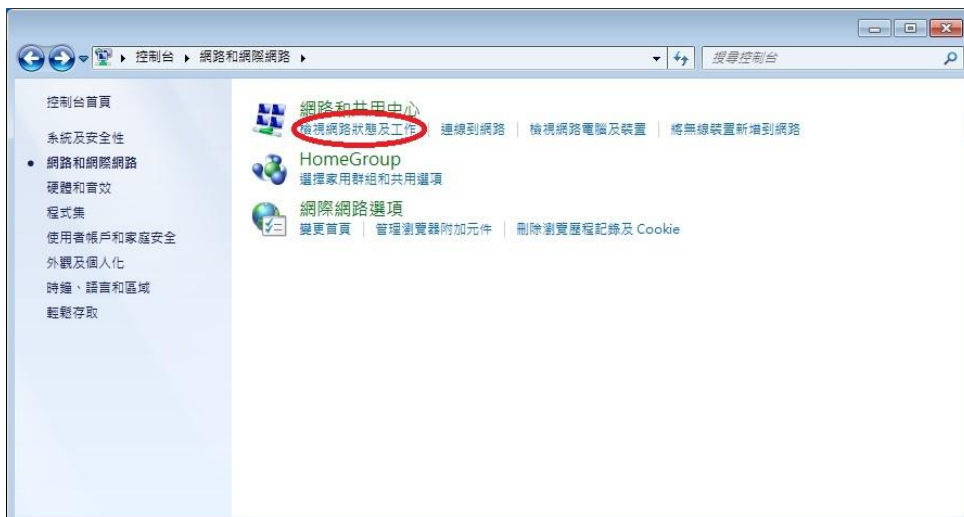 控制台 ▸ 網路和網際網路 ▸
搜尋控制台
控制台首頁
系統及安全性
網路和網際網路
硬體和音效
程式集
使用者帳戶和家庭安全
外觀及個人化
時鐘、語言和區域
輕鬆存取
網路和共用中心
檢視網路狀態及工作 連線到網路 檢視網路電腦及裝置 將無線裝置新增到網路
HomeGroup
選擇家用群組和共用選項
網際網路選項
變更首頁 管理瀏覽器附加元件 刪除瀏覽歷程記錄及 Cookie